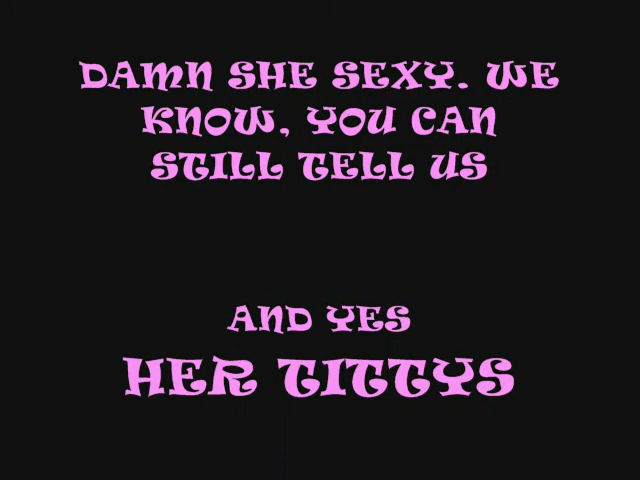 DAMN SHE SEXY. WE
KNOW, YOU CAN
STILL TELL US
AND YES
HER TITTYS